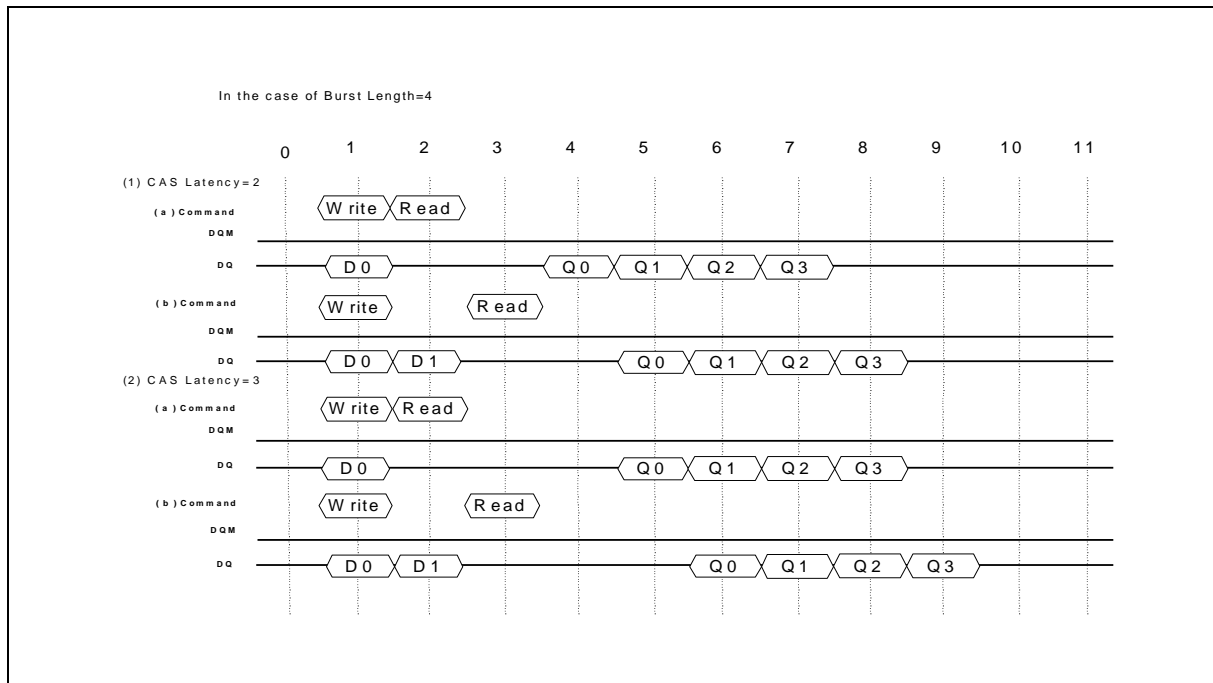 In the case of Burst Length=4
0 1 2 3 4 5 6 7 8 9 10 11
(1) CAS Latency=2
(a)Command Write Read
DQM
DQ D0 Q0 Q1 Q2 Q3
(b)Command Write Read
DQM
DQ D0 D1 Q0 Q1 Q2 Q3
(2) CAS Latency=3
(a)Command Write Read
DQM
DQ D0 Q0 Q1 Q2 Q3
(b)Command Write Read
DQM
DQ D0 D1 Q0 Q1 Q2 Q3